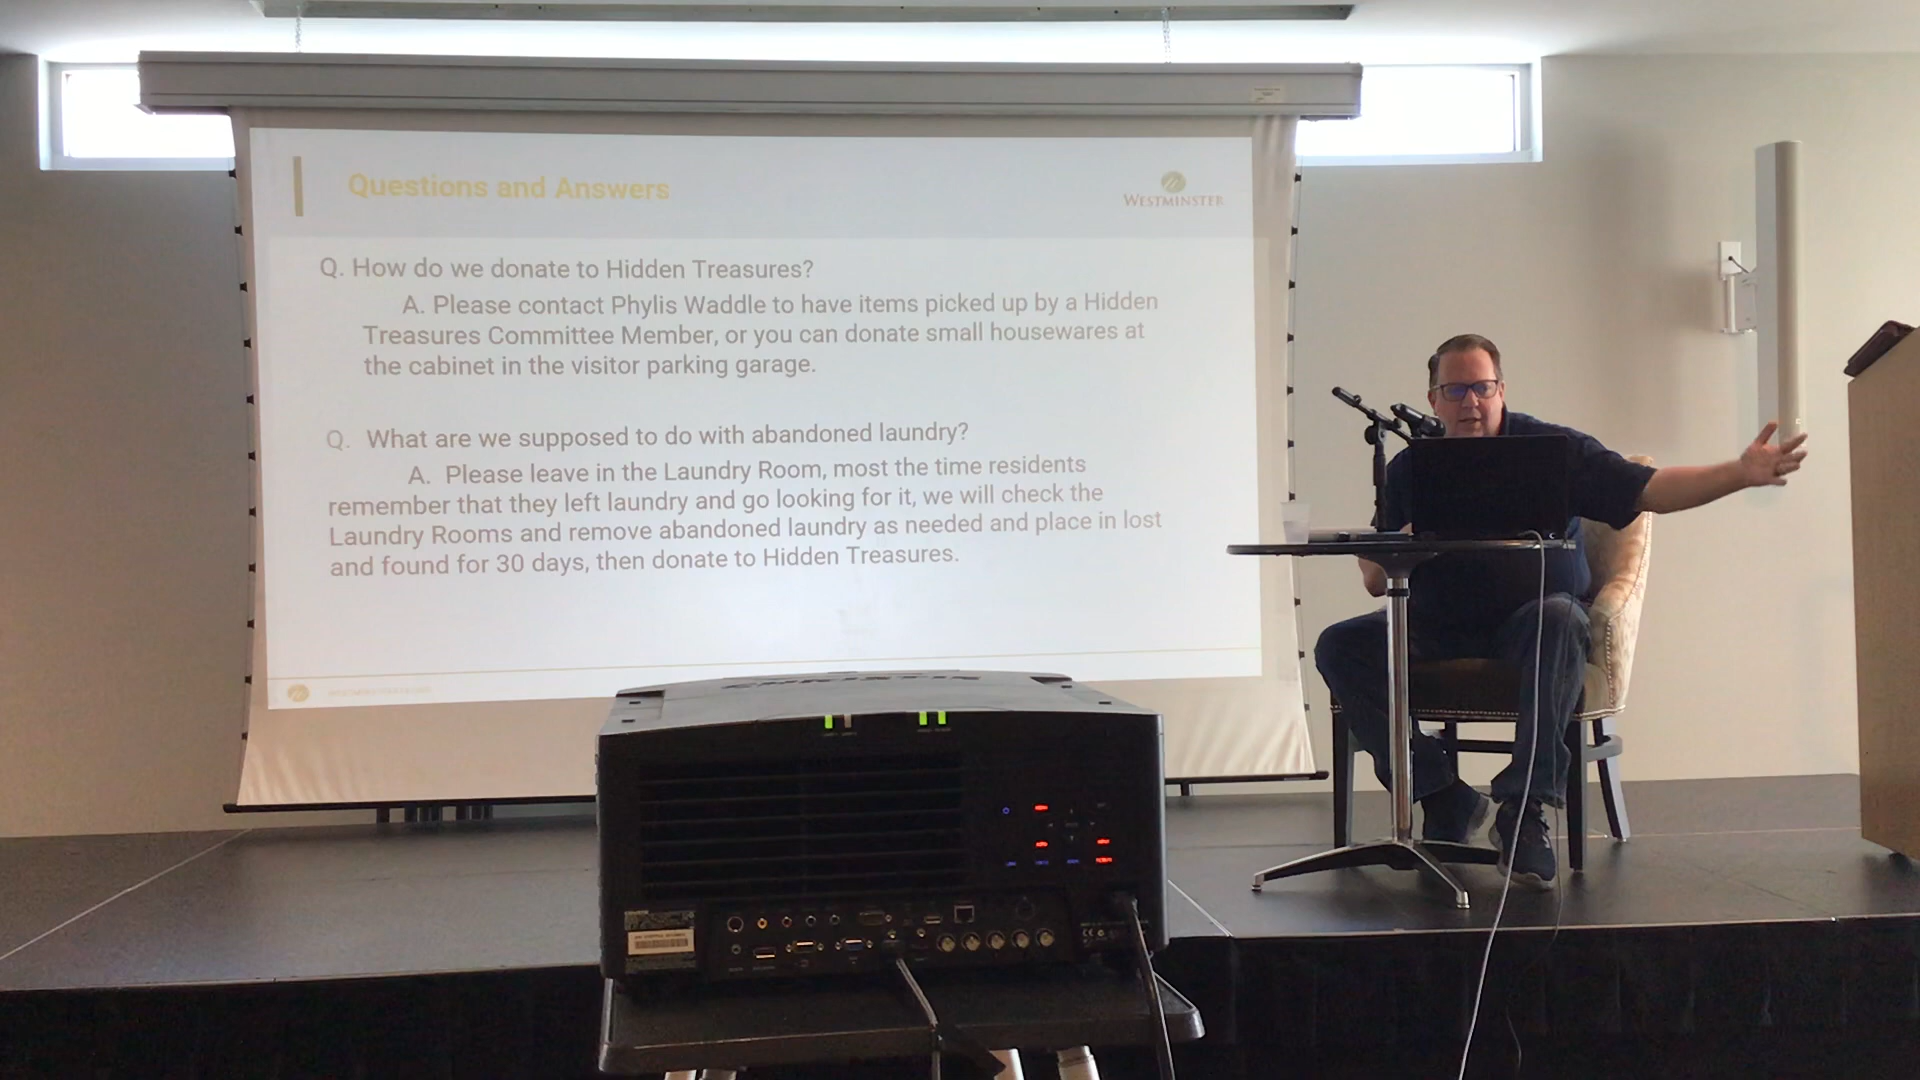 Questions and Answers
WESTMINSTER
Q. How do we donate to Hidden Treasures?
A. Please contact Phylis Waddle to have items picked up by a Hidden
Treasures Committee Member, or you can donate small housewares at
the cabinet in the visitor parking garage.
Q. What are we supposed to do with abandoned laundry?
A. Please leave in the Laundry Room, most the time residents
remember that they left laundry and go looking for it, we will check the
Laundry Rooms and remove abandoned laundry as needed and place in lost
and found for 30 days, then donate to Hidden Treasures.